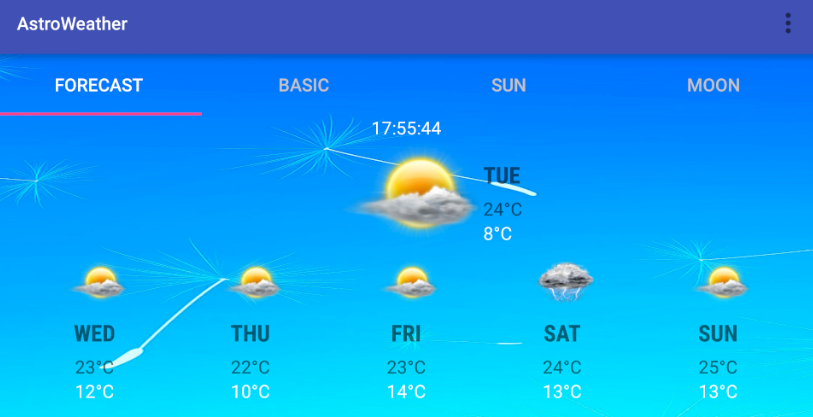 AstroWeather
FORECAST BASIC SUN MOON
17:55:44
TUE
24°C
8°C
WED THU FRI SAT SUN
23°C 22°C 23°C 24°C 25°C
12°C 10°C 14°C 13°C 13°C